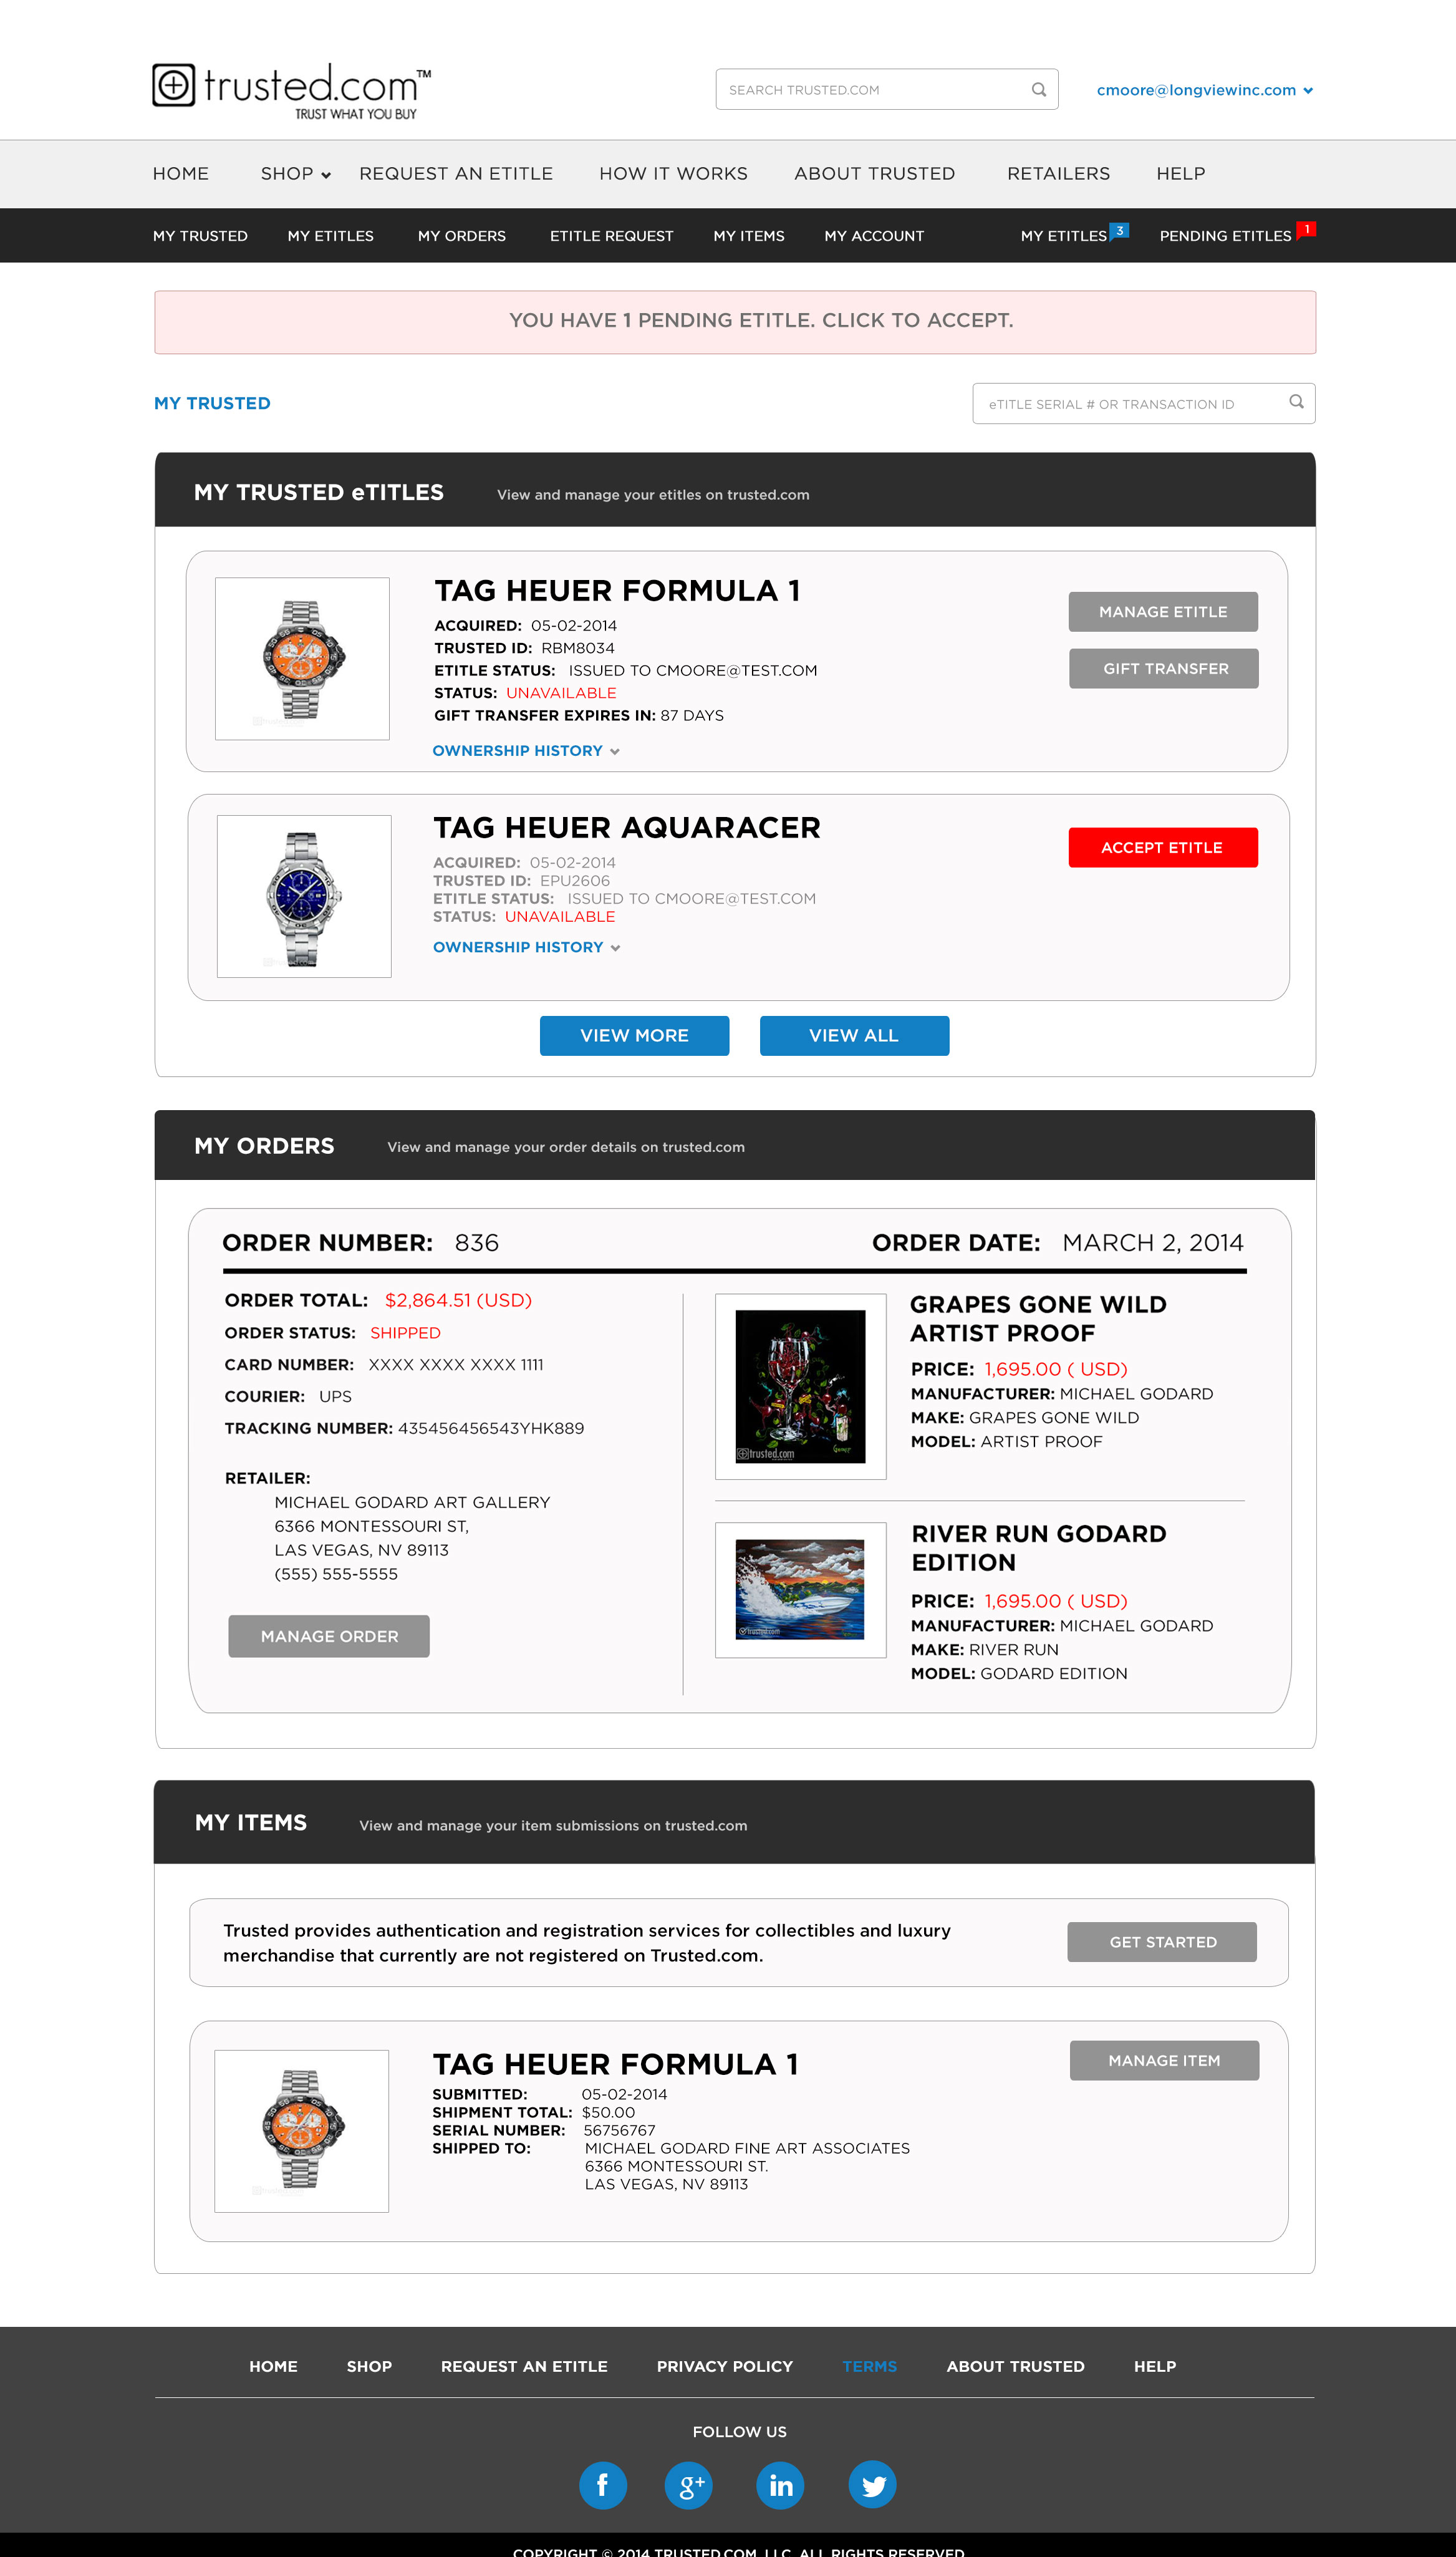 trusted.com™
TRUST WHAT YOU BUY
SEARCH TRUSTED.COM
cmoore@longviewinc.com
HOME SHOP REQUEST AN ETITLE HOW IT WORKS ABOUT TRUSTED RETAILERS HELP
MY TRUSTED MY ETITLES MY ORDERS ETITLE REQUEST MY ITEMS MY ACCOUNT MY ETITLES 3 PENDING ETITLES 1
YOU HAVE 1 PENDING ETITLE. CLICK TO ACCEPT.
MY TRUSTED
eTITLE SERIAL # OR TRANSACTION ID
MY TRUSTED eTITLES View and manage your etitles on trusted.com
TAG HEUER FORMULA 1
ACQUIRED: 05-02-2014
TRUSTED ID: RBM8034
ETITLE STATUS: ISSUED TO CMOORE@TEST.COM
STATUS: UNAVAILABLE
GIFT TRANSFER EXPIRES IN: 87 DAYS
OWNERSHIP HISTORY
MANAGE ETITLE
GIFT TRANSFER
TAG HEUER AQUARACER
ACQUIRED: 05-02-2014
TRUSTED ID: EPU2606
ETITLE STATUS: ISSUED TO CMOORE@TEST.COM
STATUS: UNAVAILABLE
OWNERSHIP HISTORY
ACCEPT ETITLE
VIEW MORE VIEW ALL
MY ORDERS View and manage your order details on trusted.com
ORDER NUMBER: 836 ORDER DATE: MARCH 2, 2014
ORDER TOTAL: $2,864.51 (USD)
ORDER STATUS: SHIPPED
CARD NUMBER: XXXX XXXX XXXX 1111
COURIER: UPS
TRACKING NUMBER: 435456456543YHK889
RETAILER:
MICHAEL GODARD ART GALLERY
6366 MONTESSOURI ST,
LAS VEGAS, NV 89113
(555) 555-5555
MANAGE ORDER
trusted.com
GRAPES GONE WILD
ARTIST PROOF
PRICE: 1,695.00 ( USD)
MANUFACTURER: MICHAEL GODARD
MAKE: GRAPES GONE WILD
MODEL: ARTIST PROOF
trusted.com
RIVER RUN GODARD
EDITION
PRICE: 1,695.00 ( USD)
MANUFACTURER: MICHAEL GODARD
MAKE: RIVER RUN
MODEL: GODARD EDITION
MY ITEMS View and manage your item submissions on trusted.com
Trusted provides authentication and registration services for collectibles and luxury
merchandise that currently are not registered on Trusted.com.
GET STARTED
TAG HEUER FORMULA 1
SUBMITTED: 05-02-2014
SHIPMENT TOTAL: $50.00
SERIAL NUMBER: 56756767
SHIPPED TO: MICHAEL GODARD FINE ART ASSOCIATES
6366 MONTESSOURI ST.
LAS VEGAS, NV 89113
MANAGE ITEM
HOME SHOP REQUEST AN ETITLE PRIVACY POLICY TERMS ABOUT TRUSTED HELP
FOLLOW US
f g+ in
COPYRIGHT © 2014 TRUSTED.COM, LLC. ALL RIGHTS RESERVED